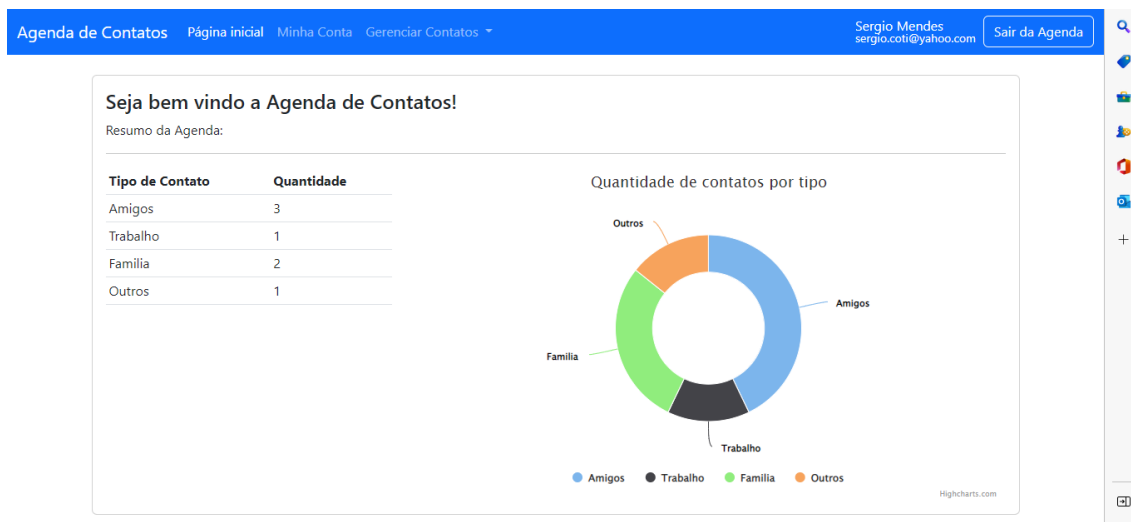 Agenda de Contatos Página inicial Minha Conta Gerenciar Contatos
Sergio Mendes
sergio.coti@yahoo.com
Sair da Agenda
Seja bem vindo a Agenda de Contatos!
Resumo da Agenda:
Tipo de Contato Quantidade
Amigos 3
Trabalho 1
Familia 2
Outros 1
Quantidade de contatos por tipo
Outros
Amigos
Familia
Trabalho
Amigos Trabalho Familia Outros
Highcharts.com